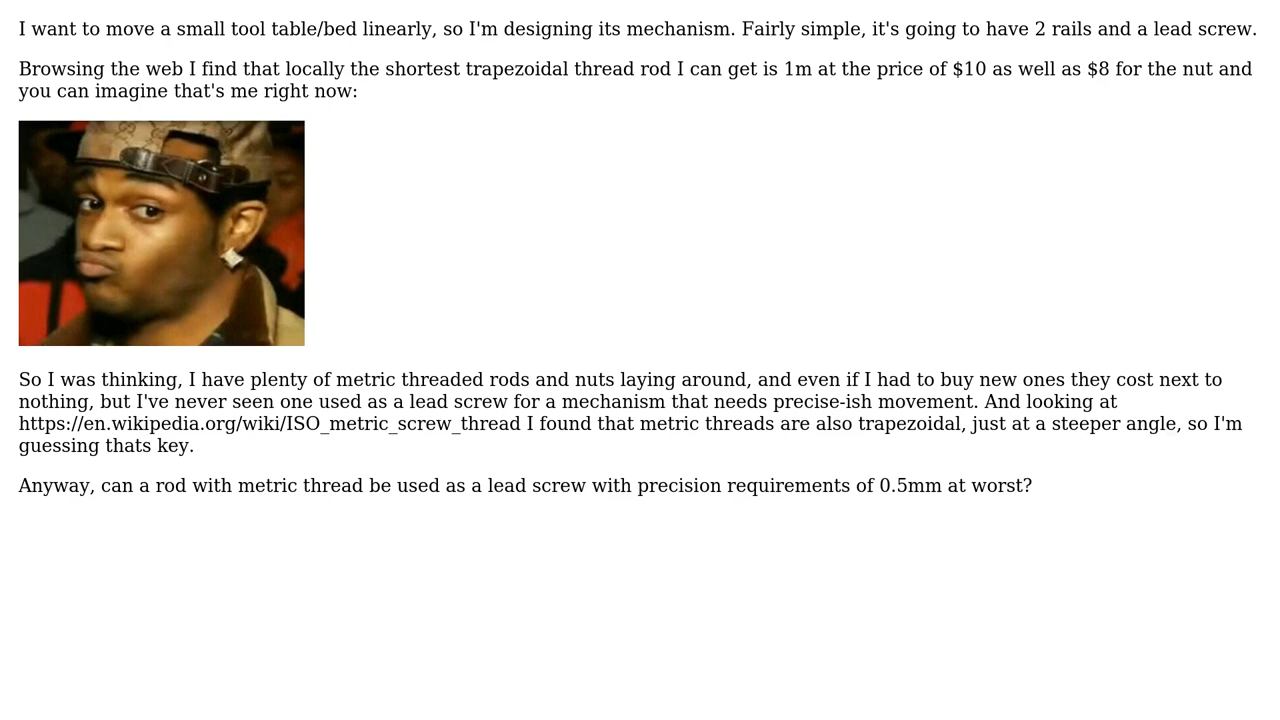 I want to move a small tool table/bed linearly, so I'm designing its mechanism. Fairly simple, it's going to have 2 rails and a lead screw.
Browsing the web I find that locally the shortest trapezoidal thread rod I can get is 1m at the price of $10 as well as $8 for the nut and
you can imagine that's me right now:
So I was thinking, I have plenty of metric threaded rods and nuts laying around, and even if I had to buy new ones they cost next to
nothing, but I've never seen one used as a lead screw for a mechanism that needs precise-ish movement. And looking at
https://en.wikipedia.org/wiki/ISO_metric_screw_thread I found that metric threads are also trapezoidal, just at a steeper angle, so I'm
guessing thats key.
Anyway, can a rod with metric thread be used as a lead screw with precision requirements of 0.5mm at worst?